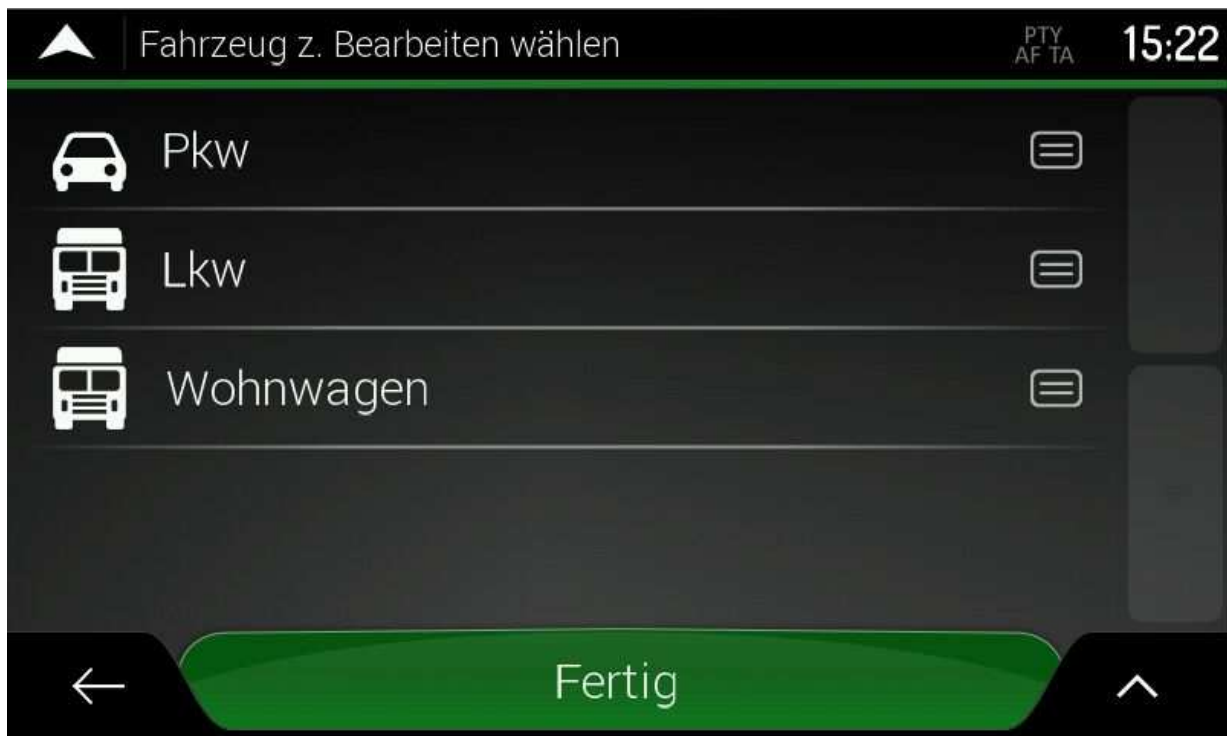 Fahrzeug z. Bearbeiten wählen
PTY
AF TA
15:22
Pkw
Lkw
Wohnwagen
Fertig